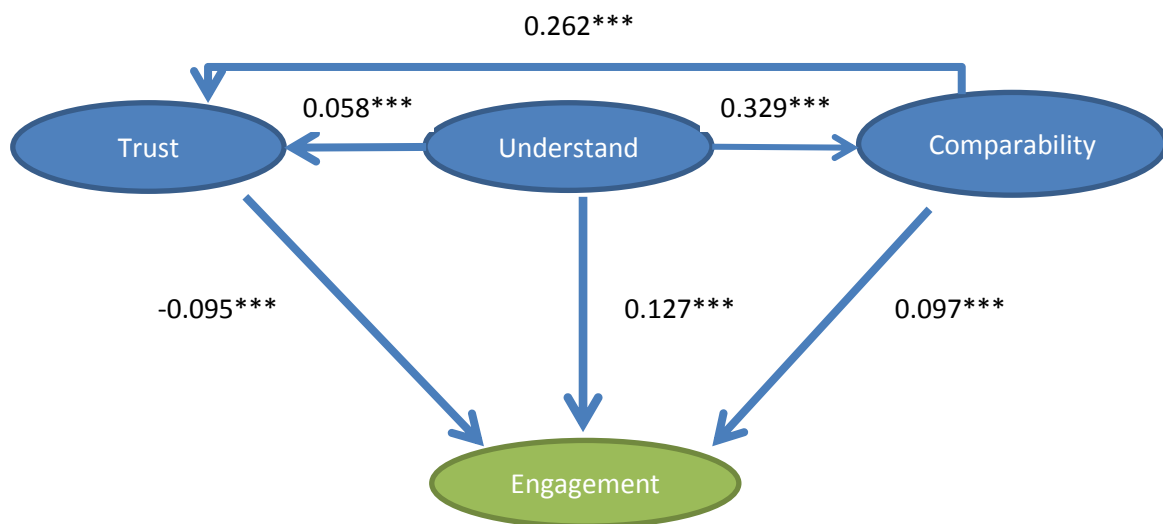 0.262***
0.058***
0.329***
Trust
Understand
Comparability
-0.095***
0.127***
0.097***
Engagement